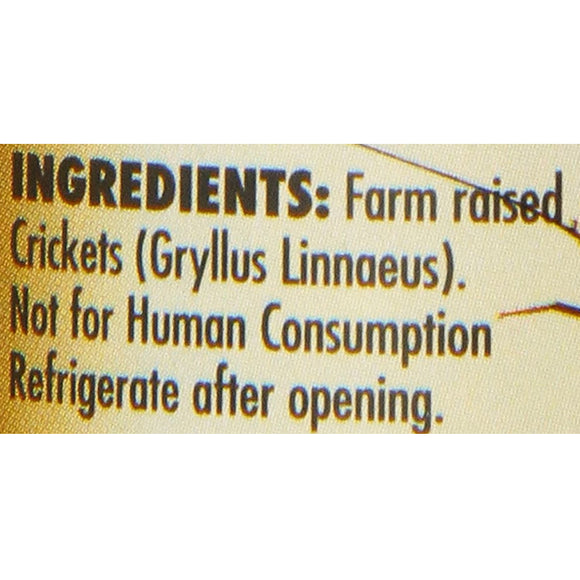 INGREDIENTS: Farm raised
Crickets (Gryllus Linnaeus).
Not for Human Consumption
Refrigerate after opening.